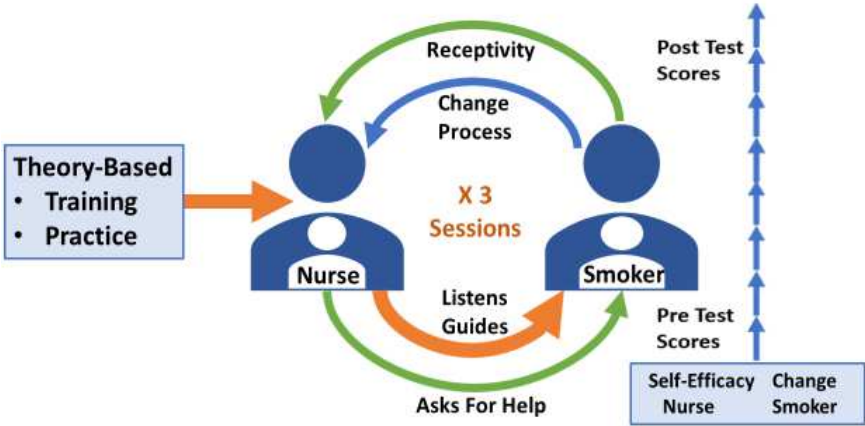 Receptivity
Change
Process
Post Test
Scores
Theory-Based
• Training
• Practice
X 3
Sessions
Nurse
Smoker
Listens
Guides
Asks For Help
Pre Test
Scores
Self-Efficacy Change
Nurse Smoker